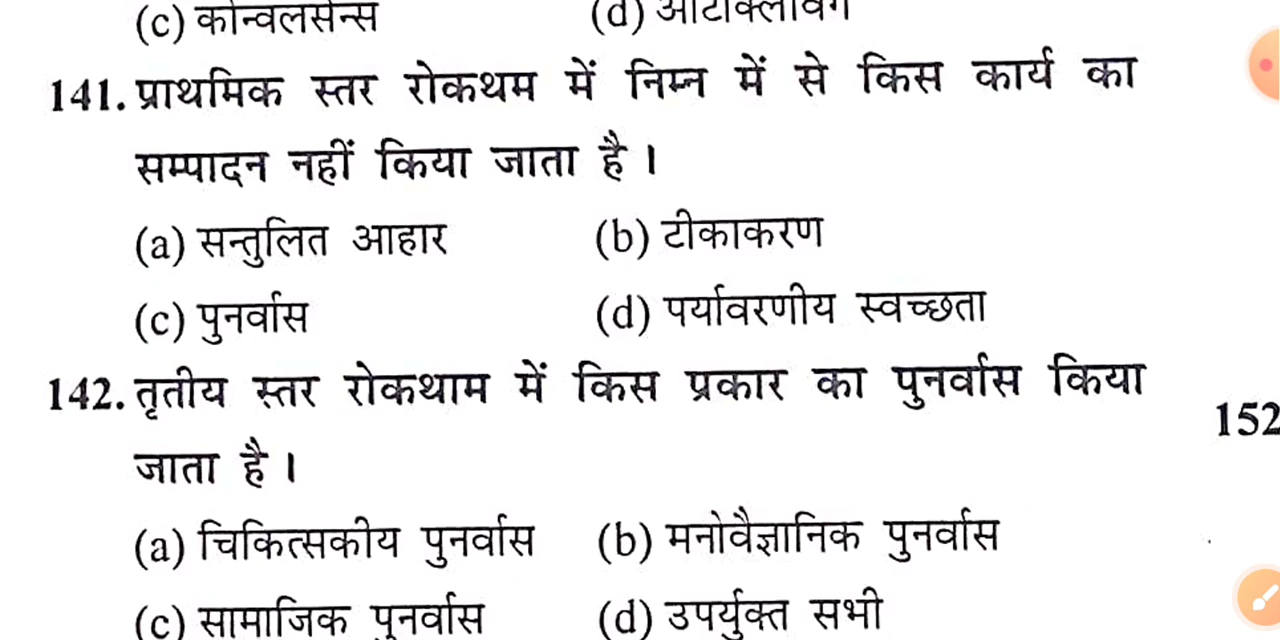 (c) कोन्वलसेन्स (d) ऑटोक्लेविंग
141. प्राथमिक स्तर रोकथम में निम्न में से किस कार्य का
सम्पादन नहीं किया जाता है।
(a) सन्तुलित आहार (b) टीकाकरण
(c) पुनर्वास (d) पर्यावरणीय स्वच्छता
142. तृतीय स्तर रोकथाम में किस प्रकार का पुनर्वास किया
जाता है।
152
(a) चिकित्सकीय पुनर्वास (b) मनोवैज्ञानिक पुनर्वास
(c) सामाजिक पुनर्वास (d) उपर्युक्त सभी